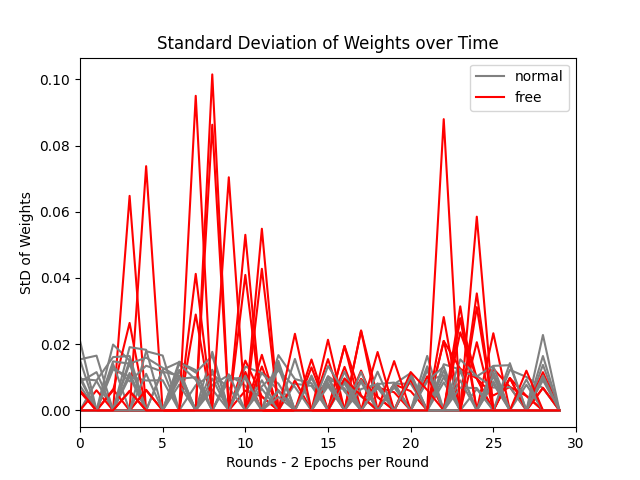 Standard Deviation of Weights over Time
normal
free
StD of Weights
0.10
0.08
0.06
0.04
0.02
0.00
0 5 10 15 20 25 30
Rounds - 2 Epochs per Round